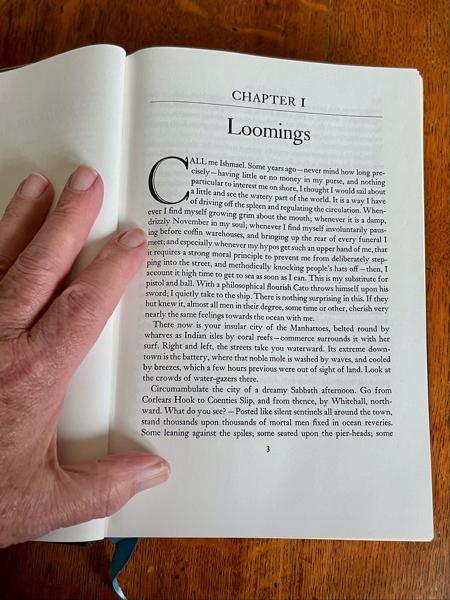 CHAPTER I
Loomings
CALL me Ishmael. Some years ago—never mind how long pre-
cisely—having little or no money in my purse, and nothing
particular to interest me on shore, I thought I would sail about
a little and see the watery part of the world. It is a way I have
of driving off the spleen and regulating the circulation. When-
ever I find myself growing grim about the mouth; whenever it is a damp,
drizzly November in my soul; whenever I find myself involuntarily paus-
ing before coffin warehouses, and bringing up the rear of every funeral I
meet; and especially whenever my hypos get such an upper hand of me, that
it requires a strong moral principle to prevent me from deliberately step-
ping into the street, and methodically knocking people's hats off—then, I
account it high time to get to sea as soon as I can. This is my substitute for
pistol and ball. With a philosophical flourish Cato throws himself upon his
sword; I quietly take to the ship. There is nothing surprising in this. If they
but knew it, almost all men in their degree, some time or other, cherish very
nearly the same feelings towards the ocean with me.
There now is your insular city of the Manhattoes, belted round by
wharves as Indian isles by coral reefs—commerce surrounds it with her
surf. Right and left, the streets take you waterward. Its extreme down-
town is the battery, where that noble mole is washed by waves, and cooled
by breezes, which a few hours previous were out of sight of land. Look at
the crowds of water-gazers there.
Circumambulate the city of a dreamy Sabbath afternoon. Go from
Corlears Hook to Coenties Slip, and from thence, by Whitehall, north-
ward. What do you see?—Posted like silent sentinels all around the town,
stand thousands upon thousands of mortal men fixed in ocean reveries.
Some leaning against the spiles; some seated upon the pier-heads; some
3